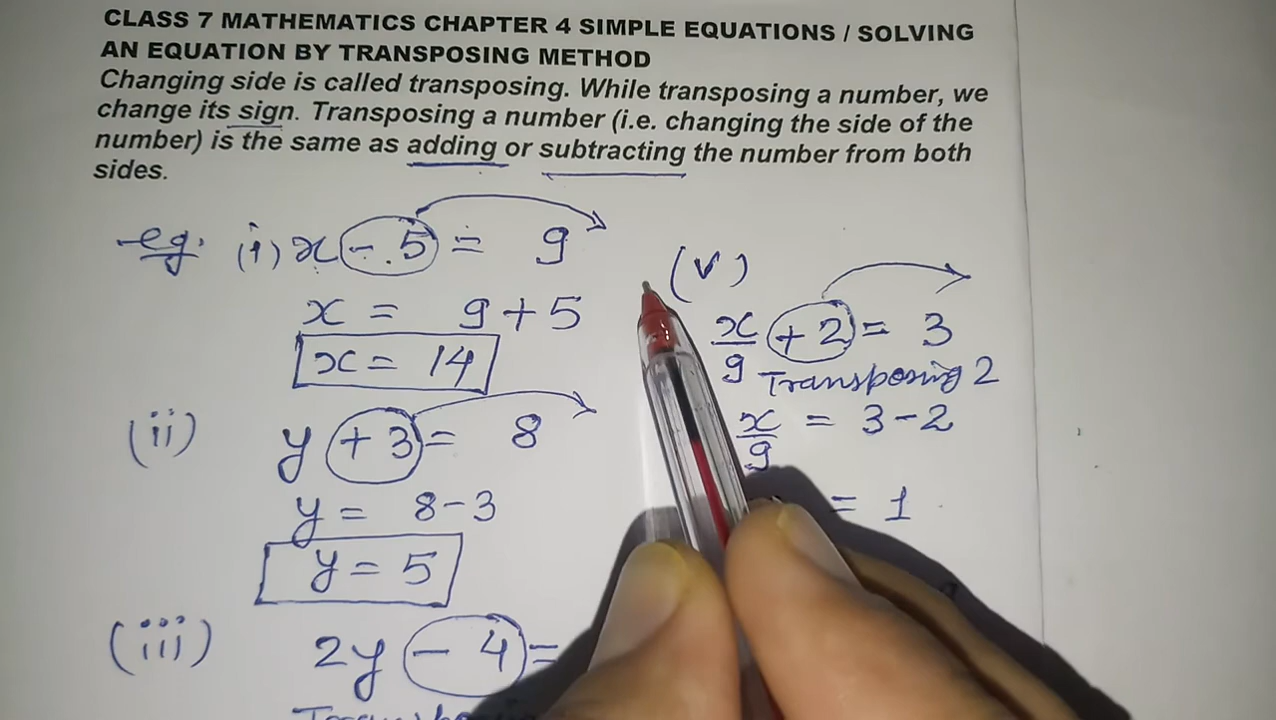 CLASS 7 MATHEMATICS CHAPTER 4 SIMPLE EQUATIONS / SOLVING
AN EQUATION BY TRANSPOSING METHOD
Changing side is called transposing. While transposing a number, we
change its sign. Transposing a number (i.e. changing the side of the
number) is the same as adding or subtracting the number from both
sides.
eg: (i) x - 5 = 9
x = 9 + 5
x = 14
(ii) y + 3 = 8
y = 8 - 3
y = 5
(iii) 2y - 4 =
(v)
x/9 + 2 = 3
Transposing 2
x/9 = 3 - 2
= 1